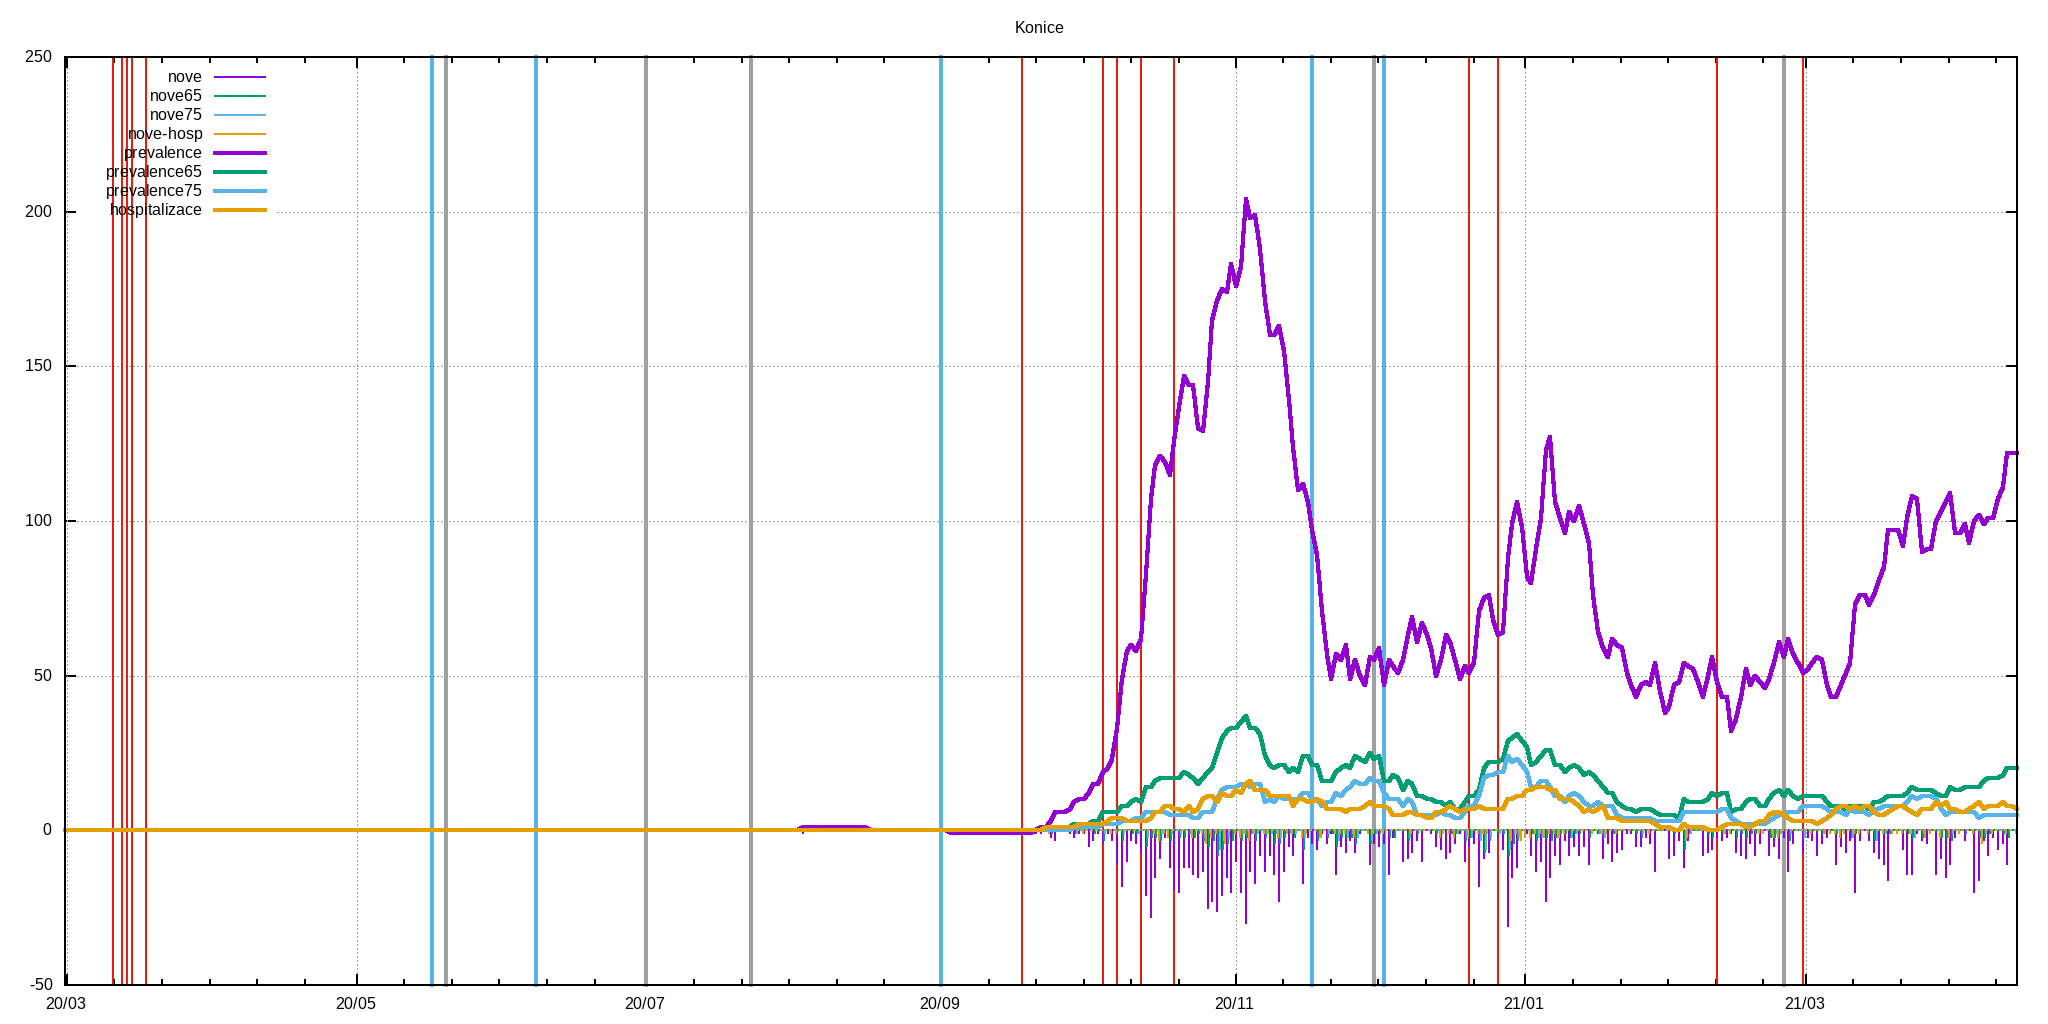 Konice
250
200
150
100
50
0
-50
nove
nove65
nove75
nove-hosp
prevalence
prevalence65
prevalence75
hospitalizace
20/03 20/05 20/07 20/09 20/11 21/01 21/03